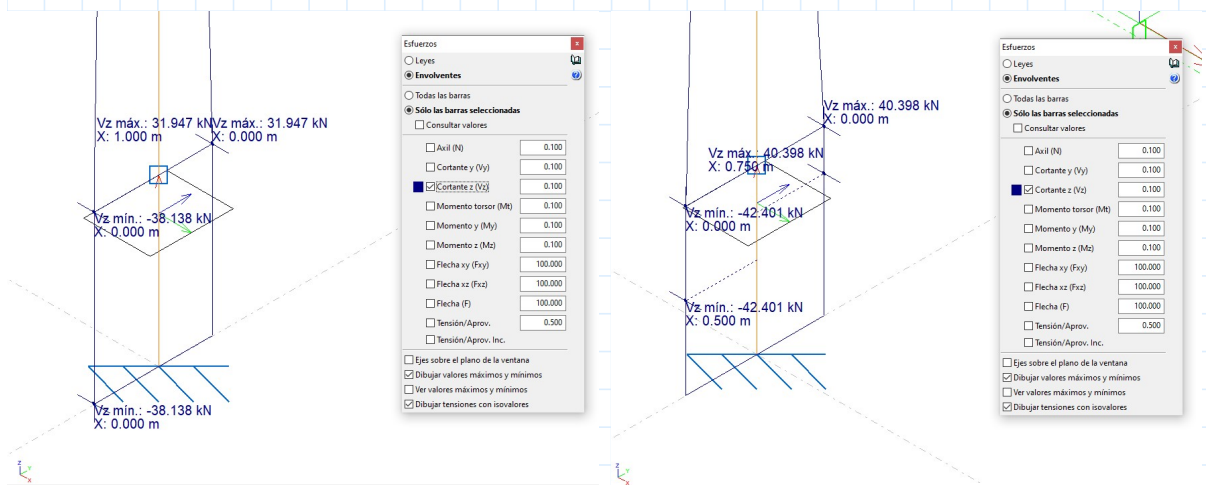 Vz máx.: 31.947 kN
X: 1.000 m
Vz máx.: 31.947 kN
X: 0.000 m
Vz mín.: -38.138 kN
X: 0.000 m
Vz mín.: -38.138 kN
X: 0.000 m
z
y
x
Esfuerzos
x
Leyes
Envolventes
?
Todas las barras
Sólo las barras seleccionadas
Consultar valores
Axil (N) 0.100
Cortante y (Vy) 0.100
Cortante z (Vz) 0.100
Momento torsor (Mt) 0.100
Momento y (My) 0.100
Momento z (Mz) 0.100
Flecha xy (Fxy) 100.000
Flecha xz (Fxz) 100.000
Flecha (F) 100.000
Tensión/Aprov. 0.500
Tensión/Aprov. Inc.
Ejes sobre el plano de la ventana
Dibujar valores máximos y mínimos
Ver valores máximos y mínimos
Dibujar tensiones con isovalores
Vz máx.: 40.398 kN
X: 0.000 m
Vz máx.: 40.398 kN
X: 0.750 m
Vz mín.: -42.401 kN
X: 0.000 m
Vz mín.: -42.401 kN
X: 0.500 m
z
y
x
Esfuerzos
x
Leyes
Envolventes
?
Todas las barras
Sólo las barras seleccionadas
Consultar valores
Axil (N) 0.100
Cortante y (Vy) 0.100
Cortante z (Vz) 0.100
Momento torsor (Mt) 0.100
Momento y (My) 0.100
Momento z (Mz) 0.100
Flecha xy (Fxy) 100.000
Flecha xz (Fxz) 100.000
Flecha (F) 100.000
Tensión/Aprov. 0.500
Tensión/Aprov. Inc.
Ejes sobre el plano de la ventana
Dibujar valores máximos y mínimos
Ver valores máximos y mínimos
Dibujar tensiones con isovalores